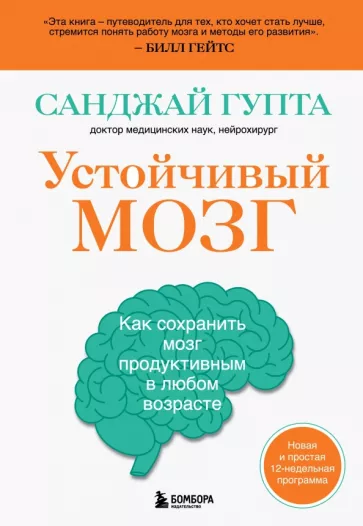 «Эта книга – путеводитель для тех, кто хочет стать лучше,
стремится понять работу мозга и методы его развития».
– БИЛЛ ГЕЙТС
САНДЖАЙ ГУПТА
доктор медицинских наук, нейрохирург
Устойчивый
МОЗГ
Как сохранить
мозг
продуктивным
в любом
возрасте
Новая
и простая
12-недельная
программа
БОМБОРА
ИЗДАТЕЛЬСТВО